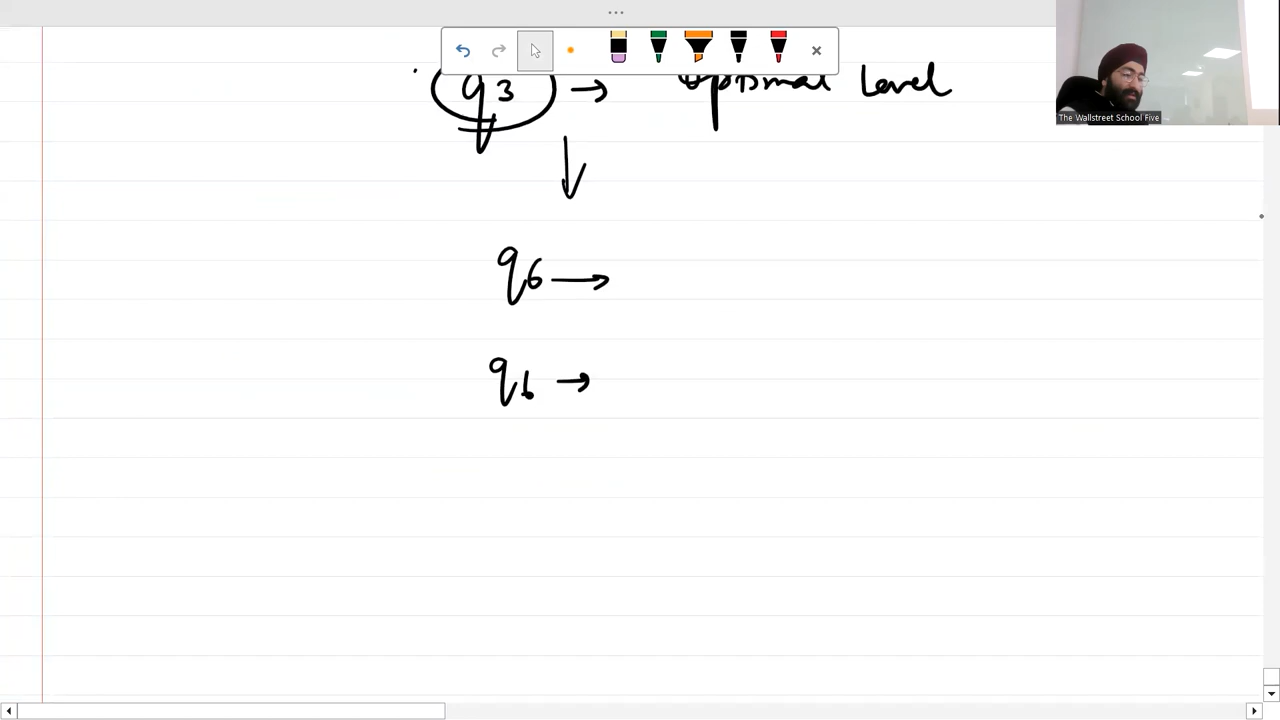 q3 → Optimal Level
The Wallstreet School Five
↓
q6 →
q6 →